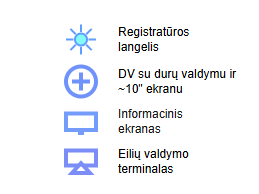 Registratūros
langelis
DV su durų valdymu ir
~10" ekranu
Informacinis
ekranas
Eilių valdymo
terminalas